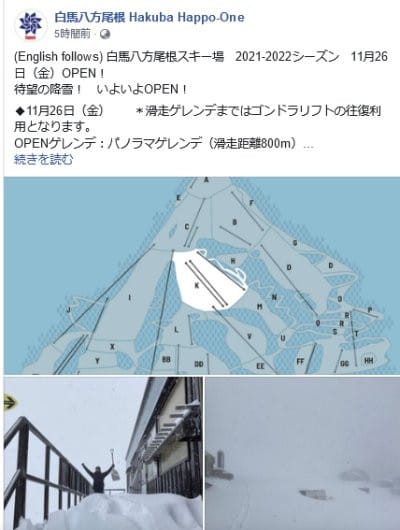 白馬八方尾根 Hakuba Happo-One
5時間前
(English follows) 白馬八方尾根スキー場　2021-2022シーズン　11月26
日（金）OPEN！
待望の降雪！　いよいよOPEN！
◆11月26日（金）　　＊滑走ゲレンデまではゴンドラリフトの往復利
用となります。
OPENゲレンデ：パノラマゲレンデ（滑走距離800m）...
続きを読む
A
E
F
C
B
H
G
D
I
K
M
N
J
P
L
O
R
Q
S
T
V
U
X
Y
BB
DD
EE
FF
GG
HH